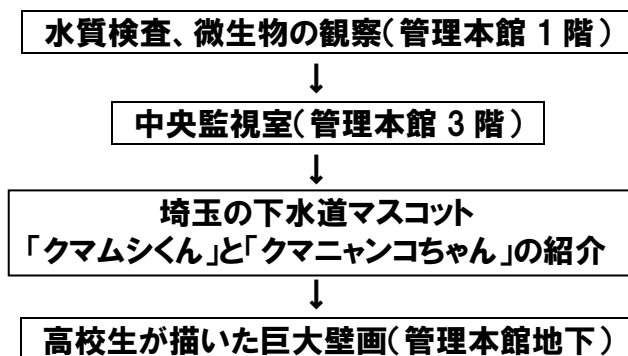 水質検査、微生物の観察(管理本館 1 階)
↓
中央監視室(管理本館 3 階)
↓
埼玉の下水道マスコット
「クマムシくん」と「クマニャンコちゃん」の紹介
↓
高校生が描いた巨大壁画(管理本館地下)